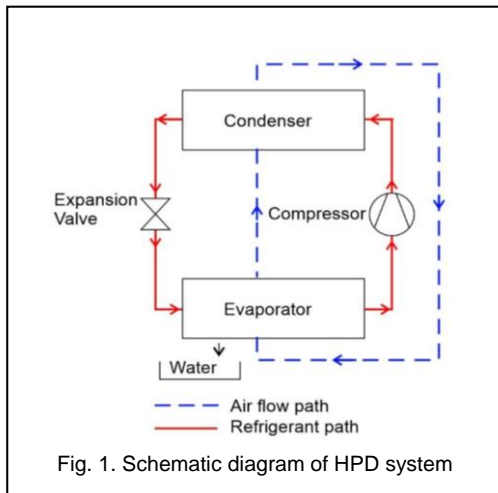 Condenser
Expansion
Valve
Compressor
Evaporator
Water
Air flow path
Refrigerant path
Fig. 1. Schematic diagram of HPD system